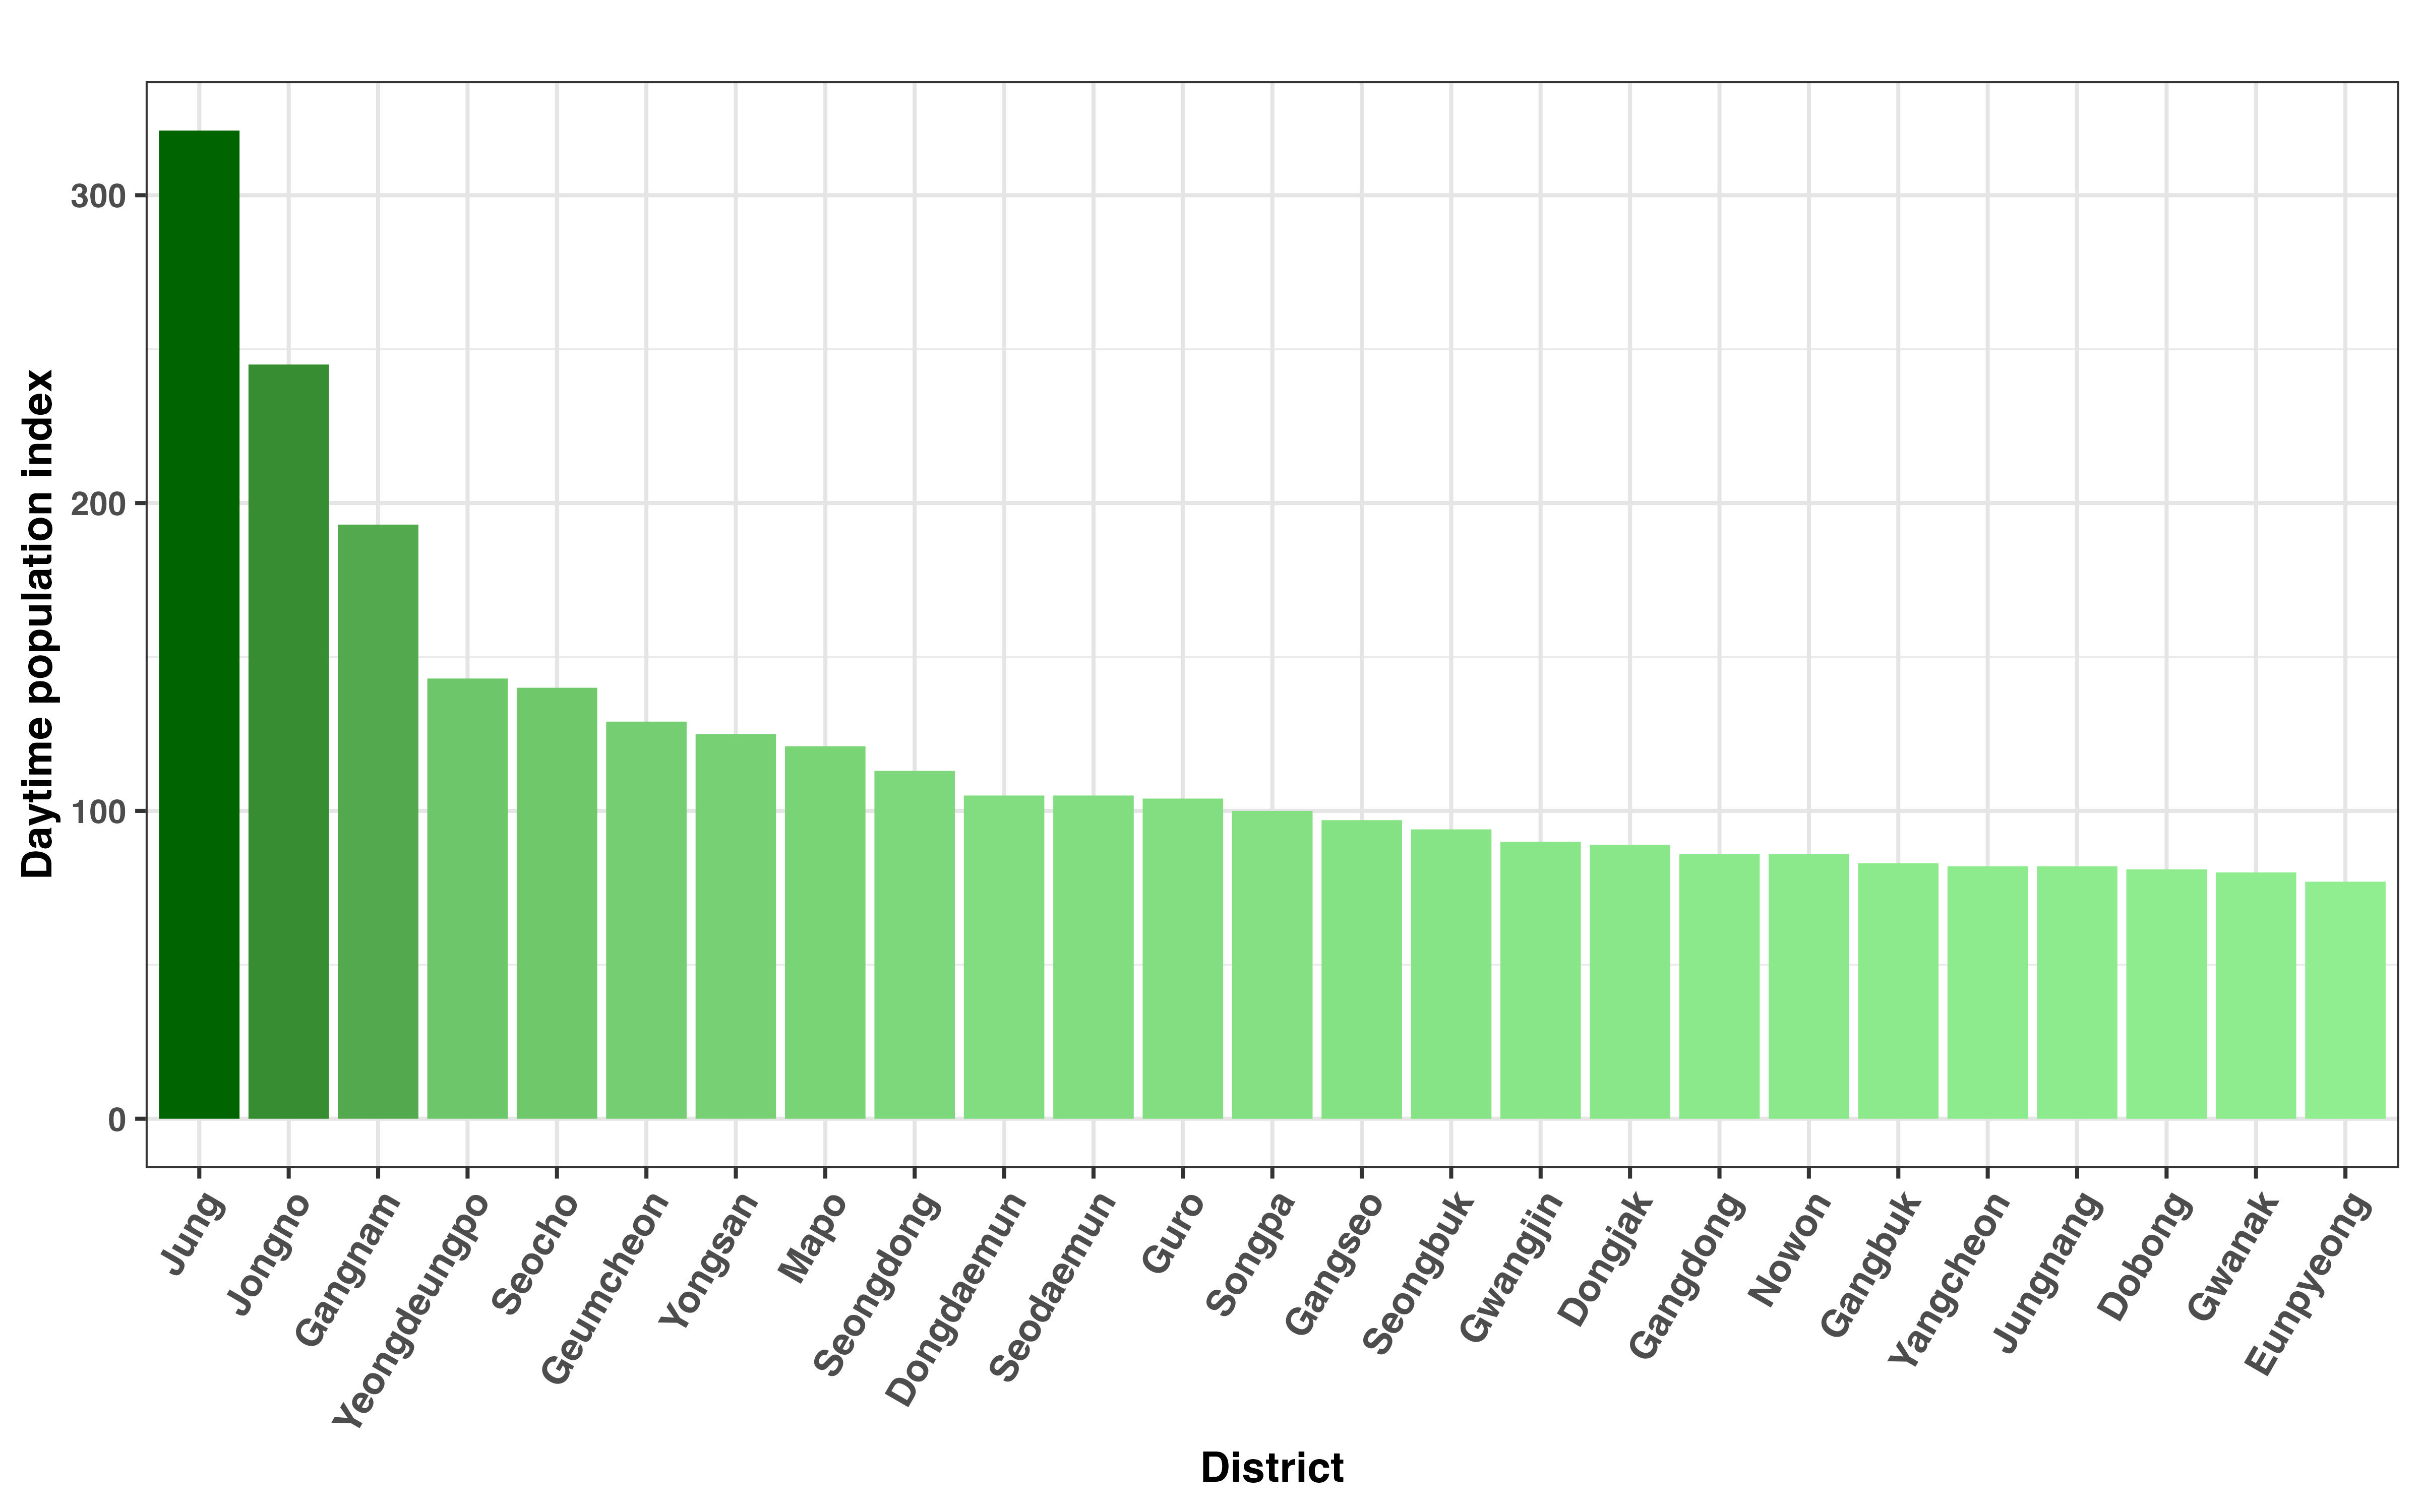 Daytime population index
300
200
100
0
Jung
Jongno
Gangnam
Yeongdeungpo
Seocho
Geumcheon
Yongsan
Mapo
Seongdong
Dongdaemun
Seodaemun
Guro
Songpa
Gangseo
Seongbuk
Gwangjin
Dongjak
Gangdong
Nowon
Gangbuk
Yangcheon
Jungnang
Dobong
Gwanak
Eunpyeong
District